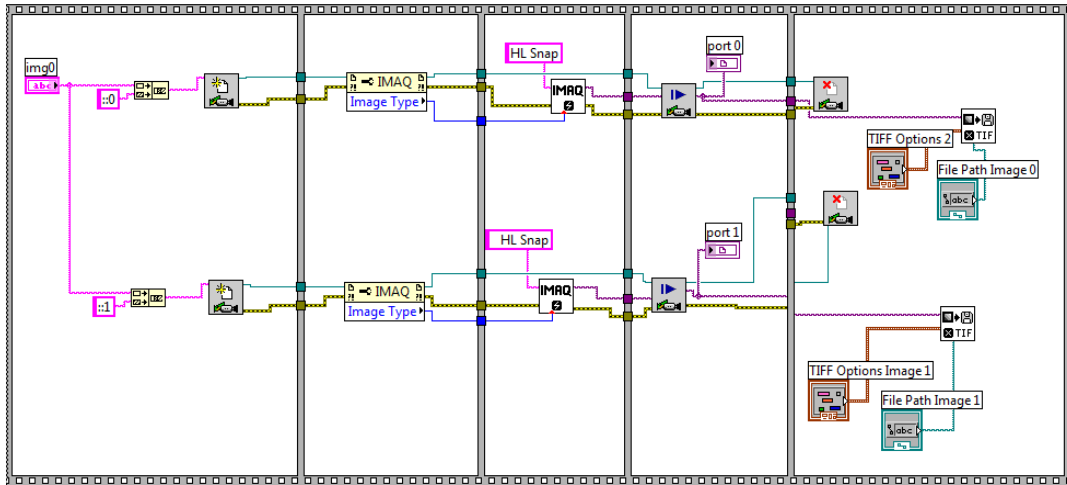 img0
abc
::0
IMAQ
Image Type
HL Snap
IMAQ
port 0
TIF
TIFF Options 2
File Path Image 0
abc
port 1
HL Snap
::1
IMAQ
Image Type
IMAQ
TIF
TIFF Options Image 1
File Path Image 1
abc